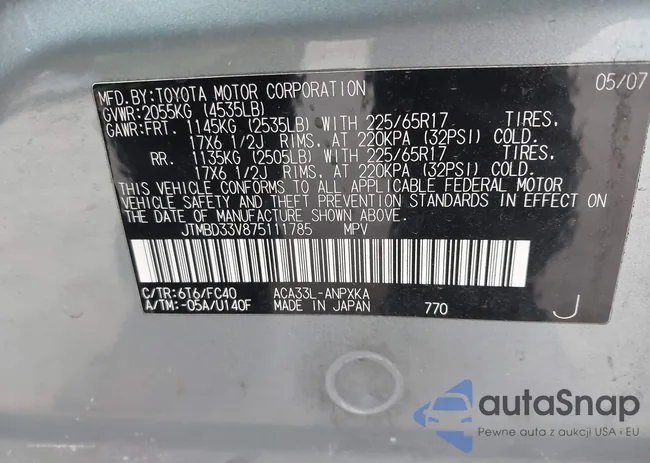 MFD.BY:TOYOTA MOTOR CORPORATION 05/07
GVWR:2055KG (4535LB)
GAWR:FRT. 1145KG (2535LB) WITH 225/65R17 TIRES,
17X6 1/2J RIMS, AT 220KPA (32PSI) COLD.
RR. 1135KG (2505LB) WITH 225/65R17 TIRES,
17X6 1/2J RIMS, AT 220KPA (32PSI) COLD.
THIS VEHICLE CONFORMS TO ALL APPLICABLE FEDERAL MOTOR
VEHICLE SAFETY AND THEFT PREVENTION STANDARDS IN EFFECT ON
THE DATE OF MANUFACTURE SHOWN ABOVE.
JTMBD33V875111785 MPV
C/TR:6T6/FC40 ACA33L-ANPXKA
A/TM:-05A/U140F MADE IN JAPAN 770 J
autoSnap
Pewne auta z aukcji USA i EU